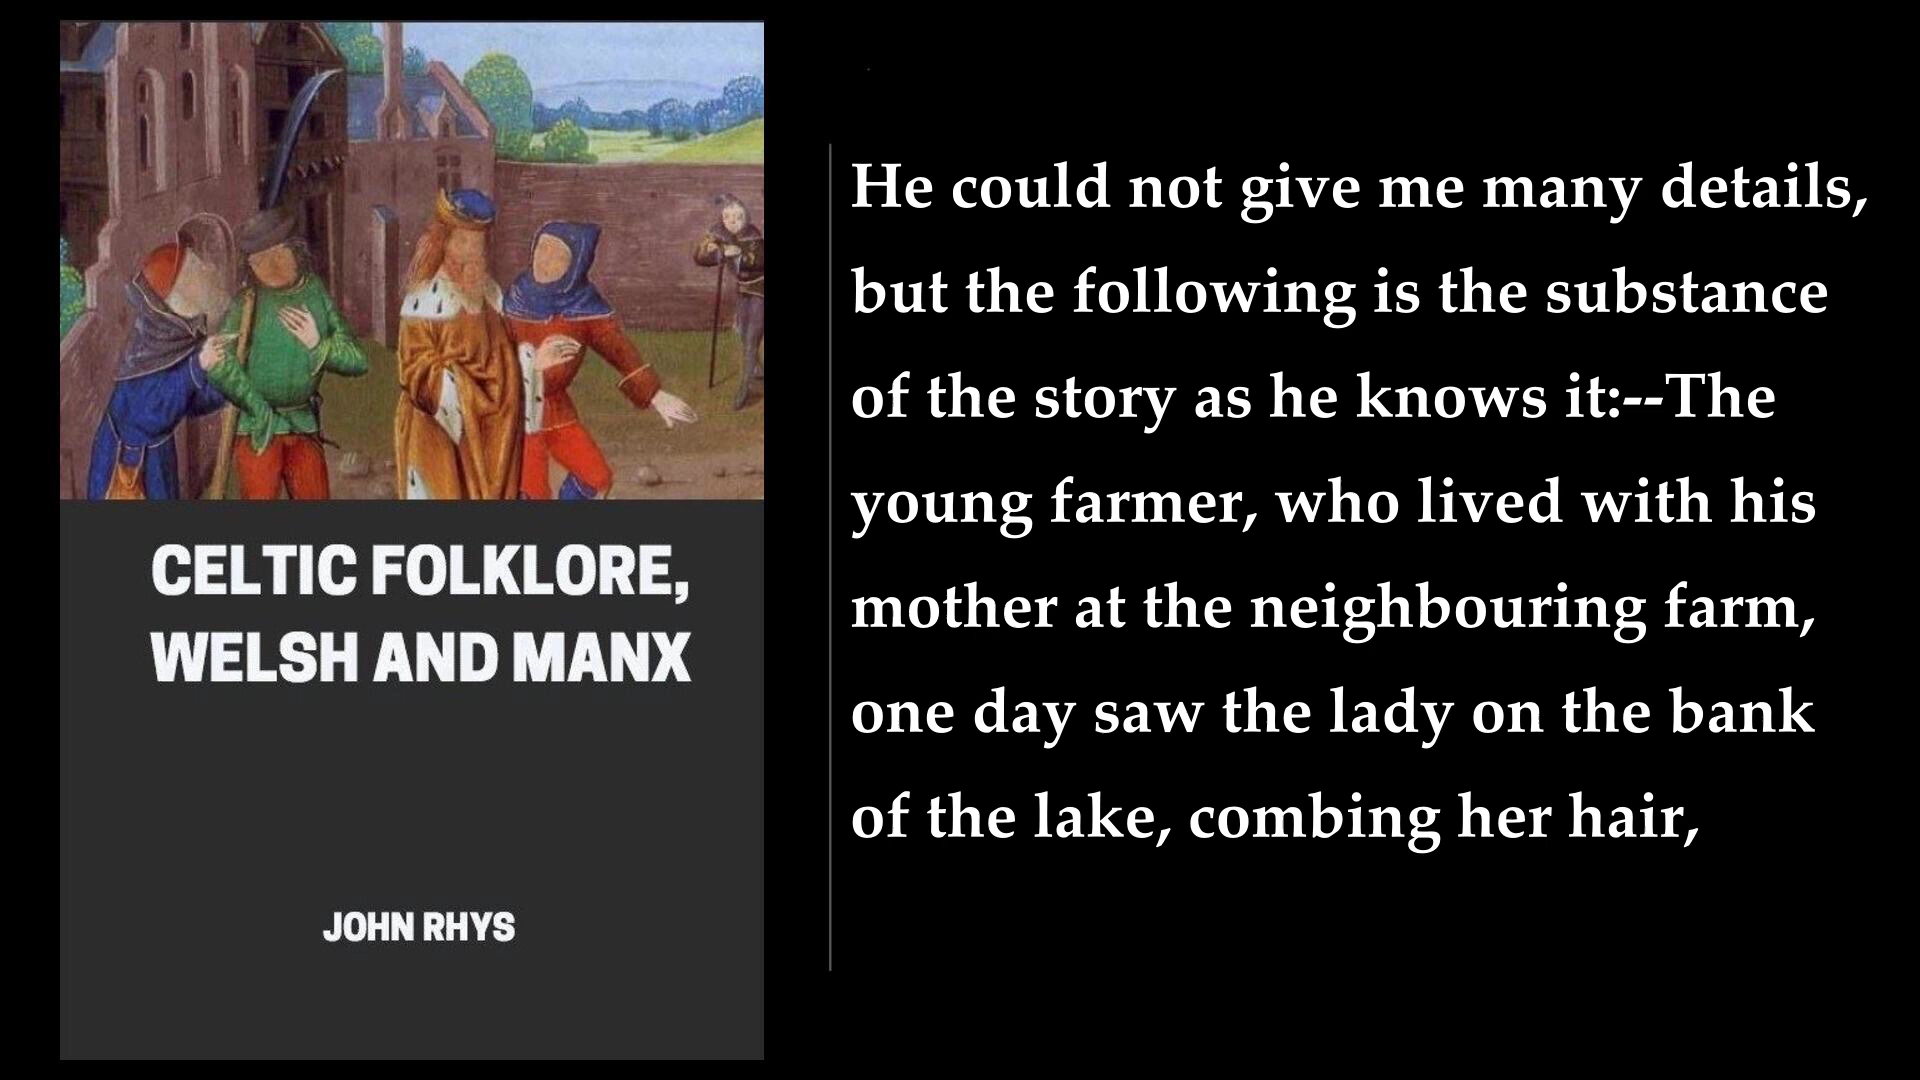 CELTIC FOLKLORE,
WELSH AND MANX
JOHN RHYS
He could not give me many details,
but the following is the substance
of the story as he knows it:--The
young farmer, who lived with his
mother at the neighbouring farm,
one day saw the lady on the bank
of the lake, combing her hair,